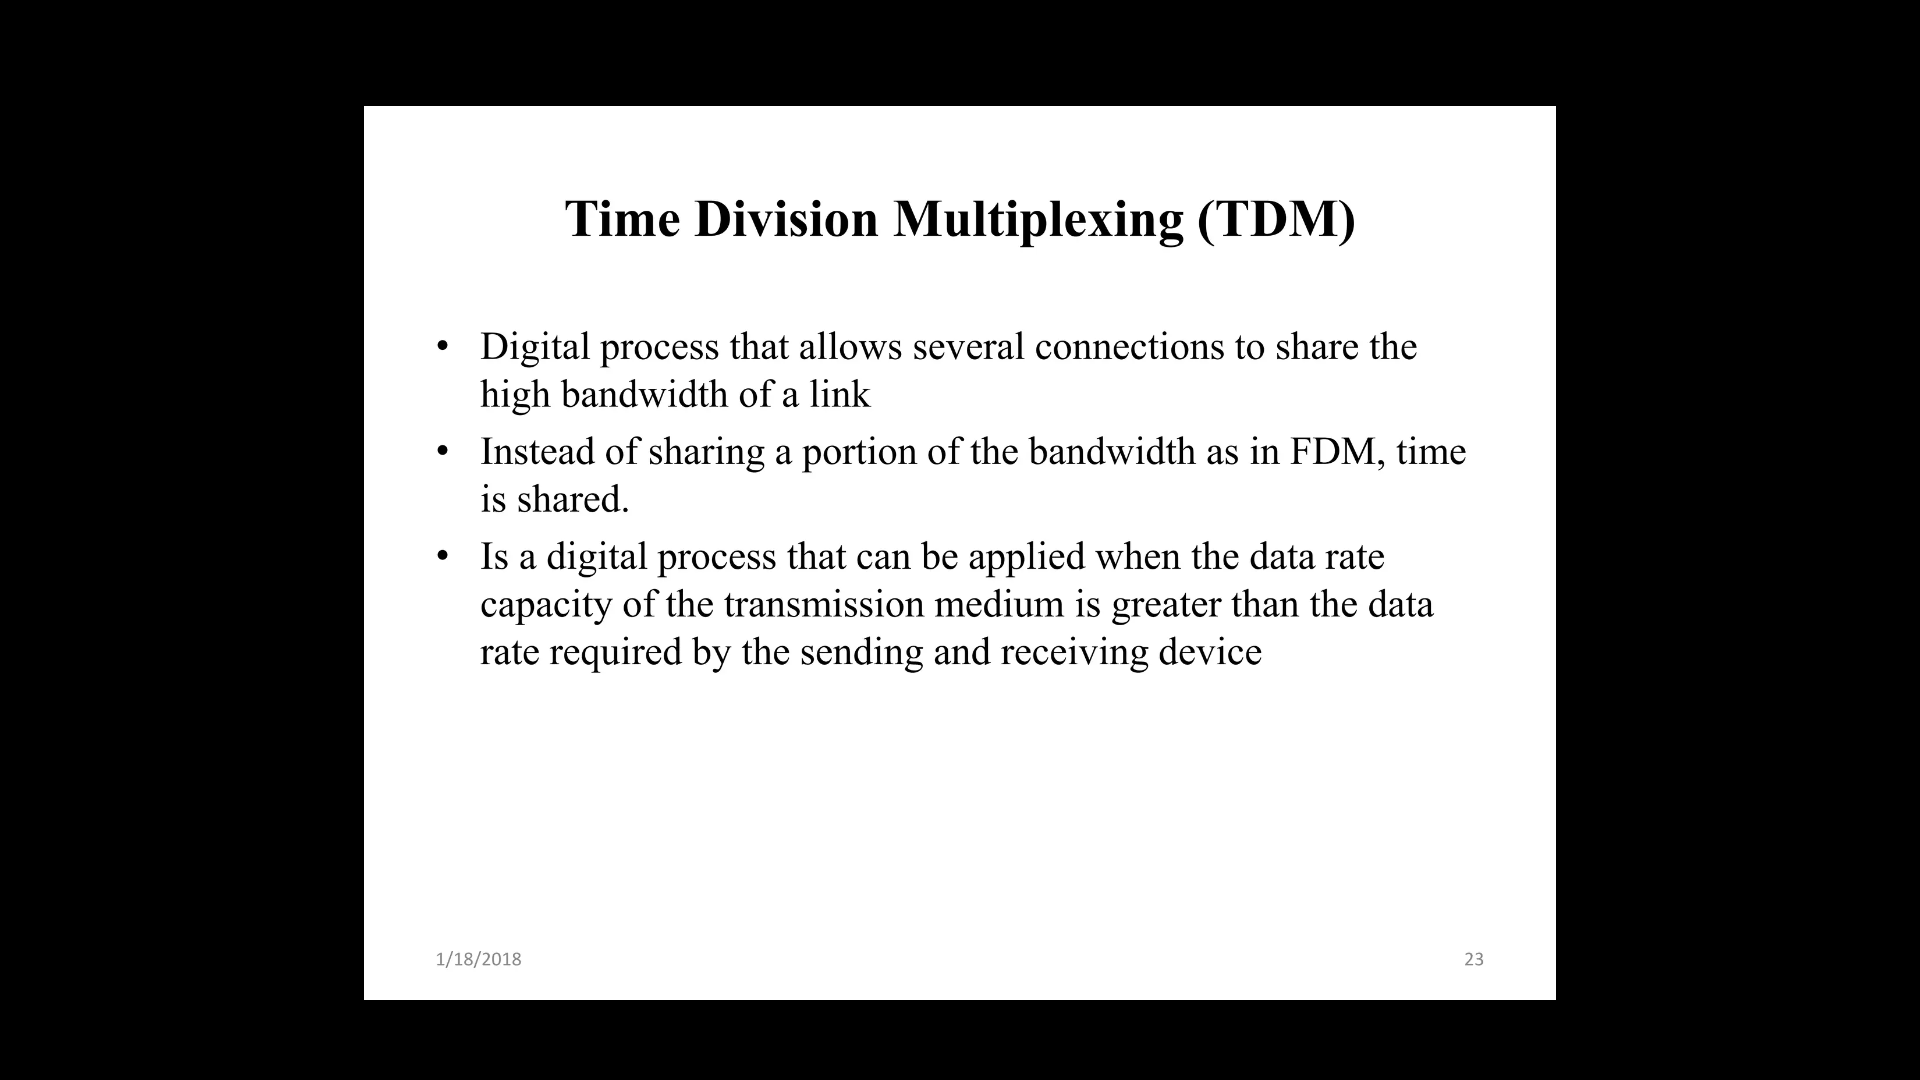 Time Division Multiplexing (TDM)
• Digital process that allows several connections to share the
high bandwidth of a link
• Instead of sharing a portion of the bandwidth as in FDM, time
is shared.
• Is a digital process that can be applied when the data rate
capacity of the transmission medium is greater than the data
rate required by the sending and receiving device
1/18/2018
23